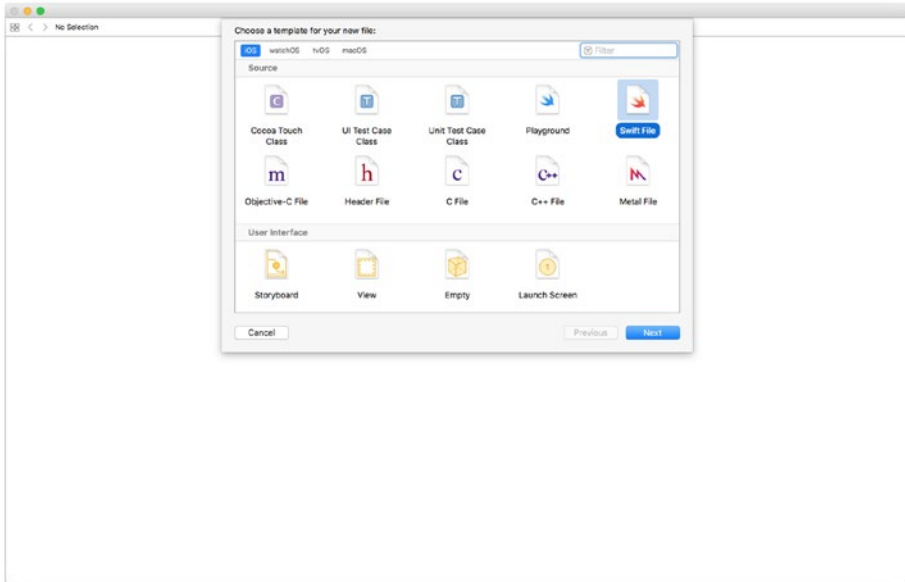 No Selection
Choose a template for your new file:
iOS watchOS tvOS macOS Filter
Source
C T T
Cocoa Touch Class
UI Test Case Class
Unit Test Case Class
Playground
Swift File
m h c C++
Objective-C File
Header File
C File
C++ File
Metal File
User Interface
1
Storyboard
View
Empty
Launch Screen
Cancel Previous Next